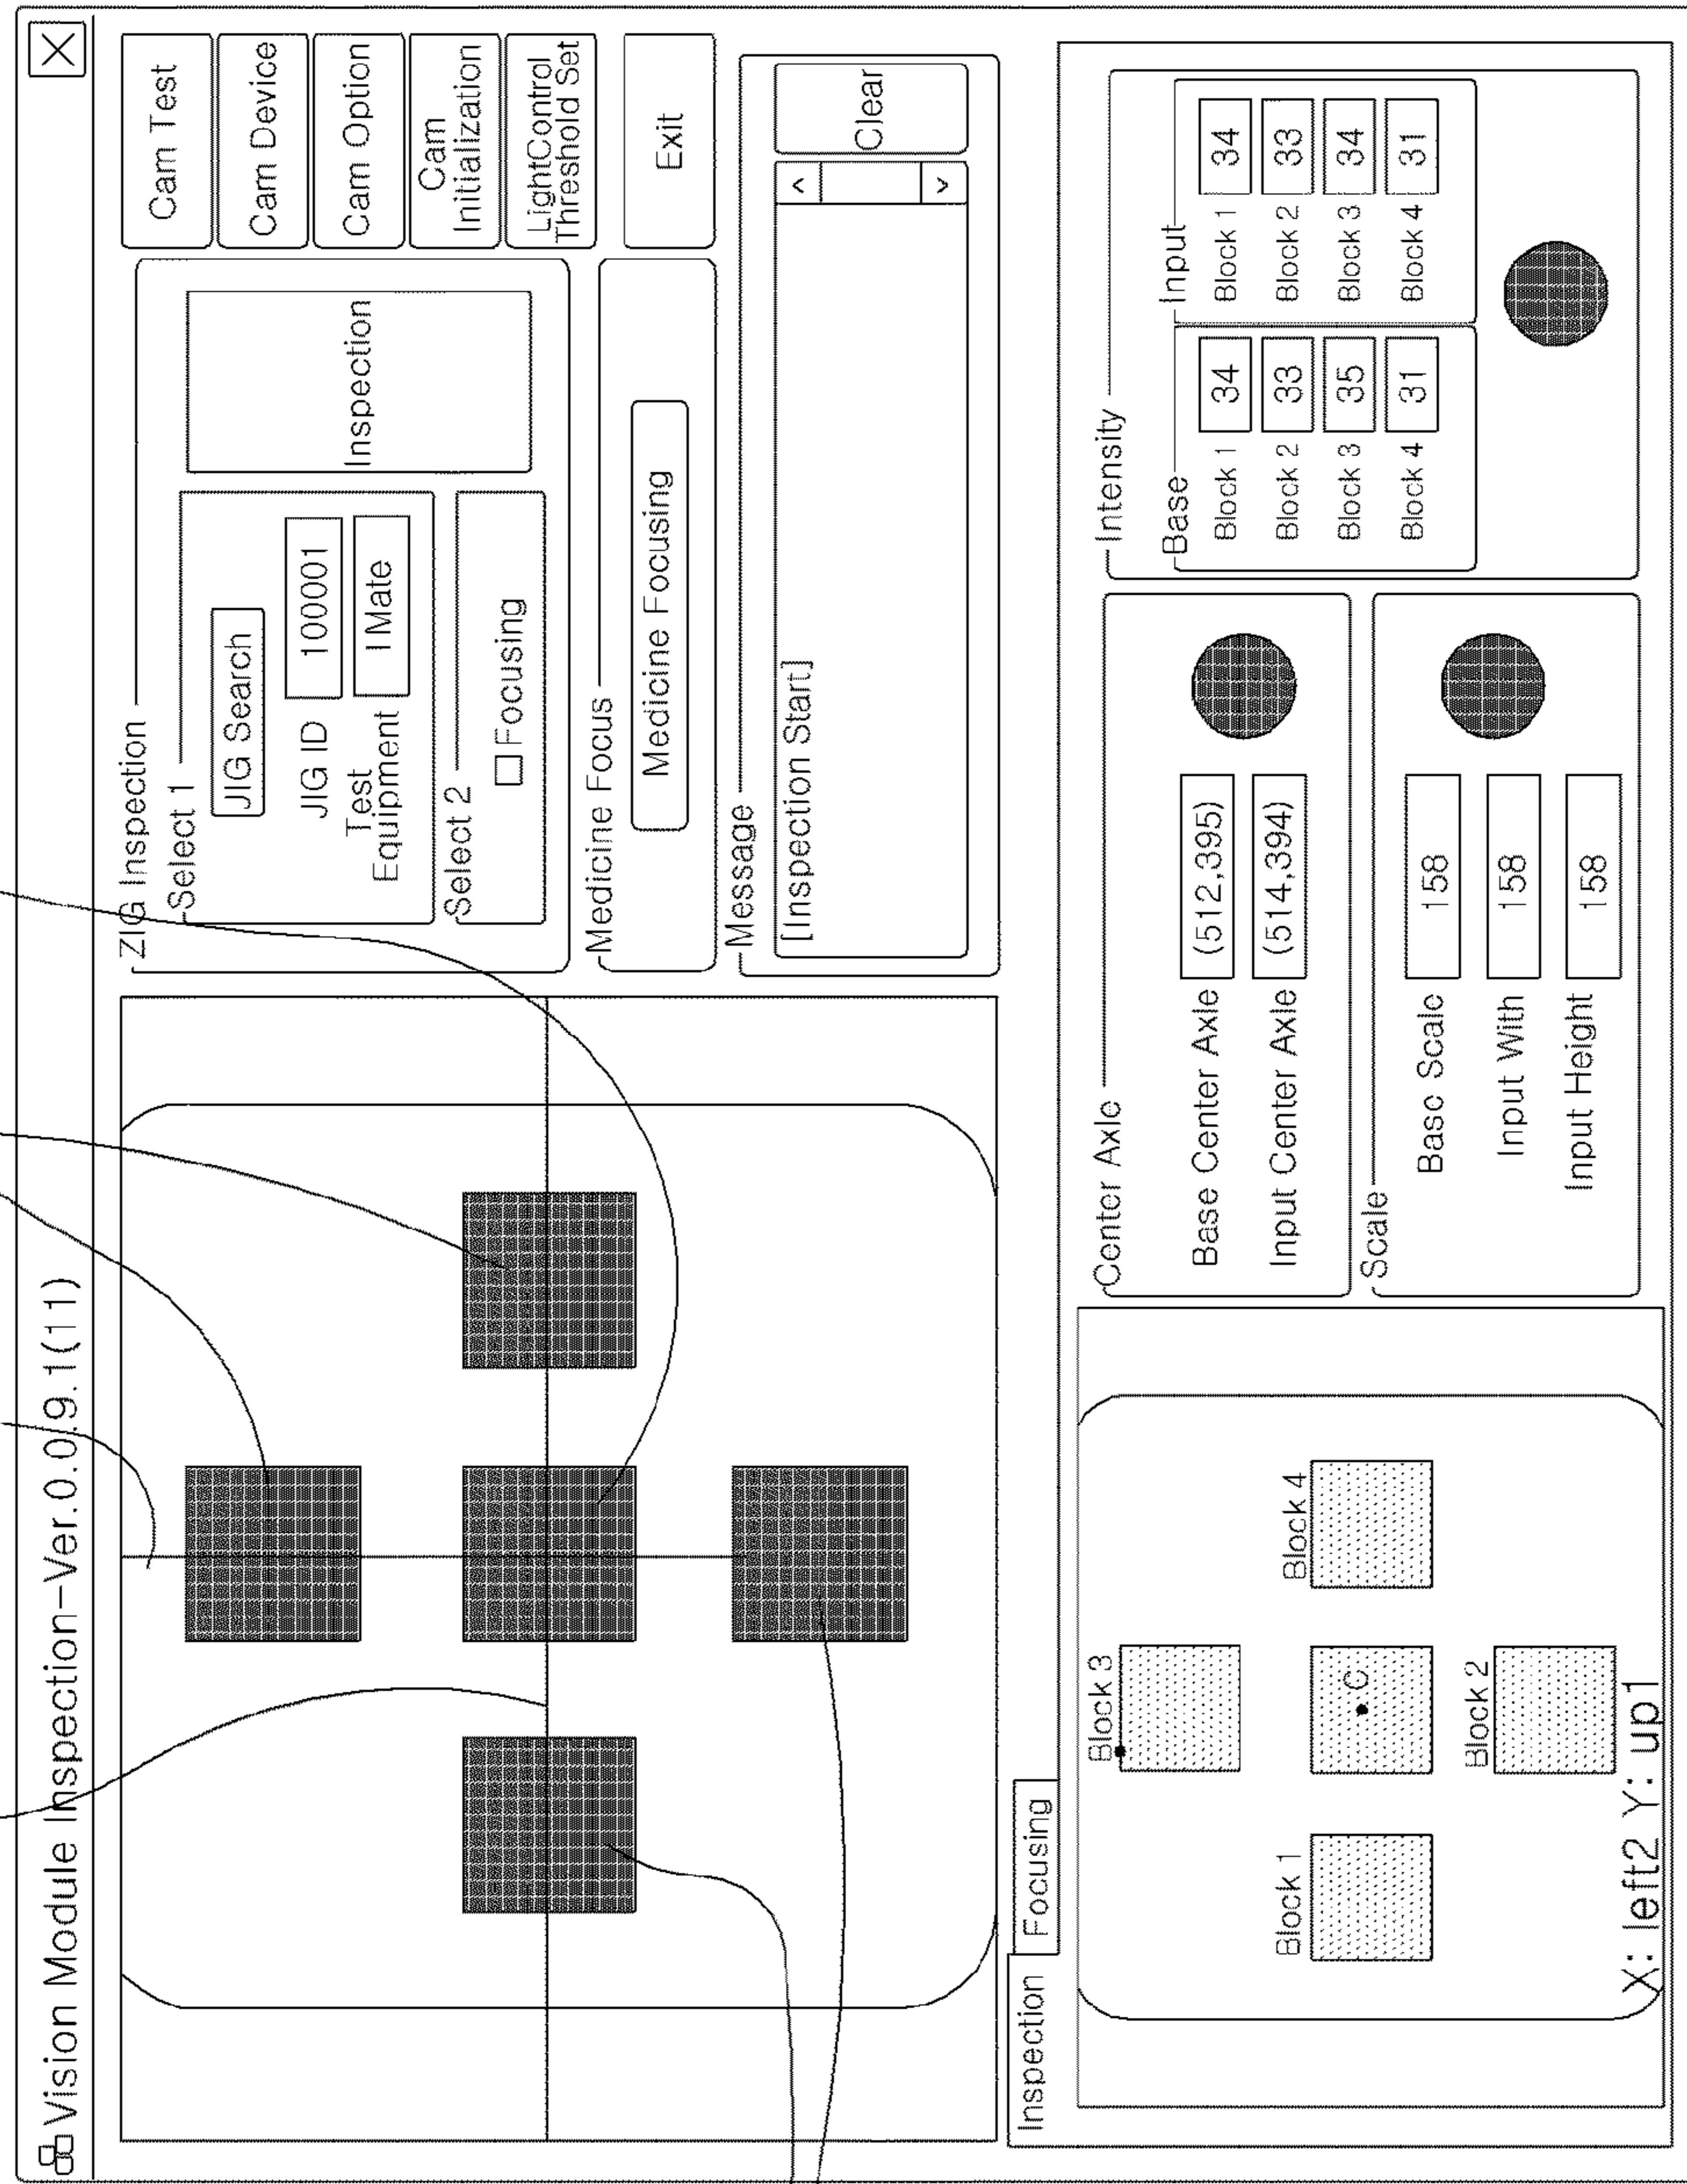 Vision Module Inspection-Ver.0.0.9.1(11)
X
ZIG Inspection
Select 1
JIG Search
JIG ID 100001
Test
Equipment
1Mate
Select 2
Focusing
Inspection
Medicine Focus
Medicine Focusing
Message
[Inspection Start]
Clear
Cam Test
Cam Device
Cam Option
Cam
Initialization
LightControl
Threshold Set
Exit
Inspection
Focusing
Block 3
Block 1
C
Block 4
Block 2
X: left2 Y: up1
Center Axle
Base Center Axle (512,395)
Input Center Axle (514,394)
Scale
Base Scale 158
Input With 158
Input Height 158
Intensity
Base
Block 1 34
Block 2 33
Block 3 35
Block 4 31
Input
Block 1 34
Block 2 33
Block 3 34
Block 4 31